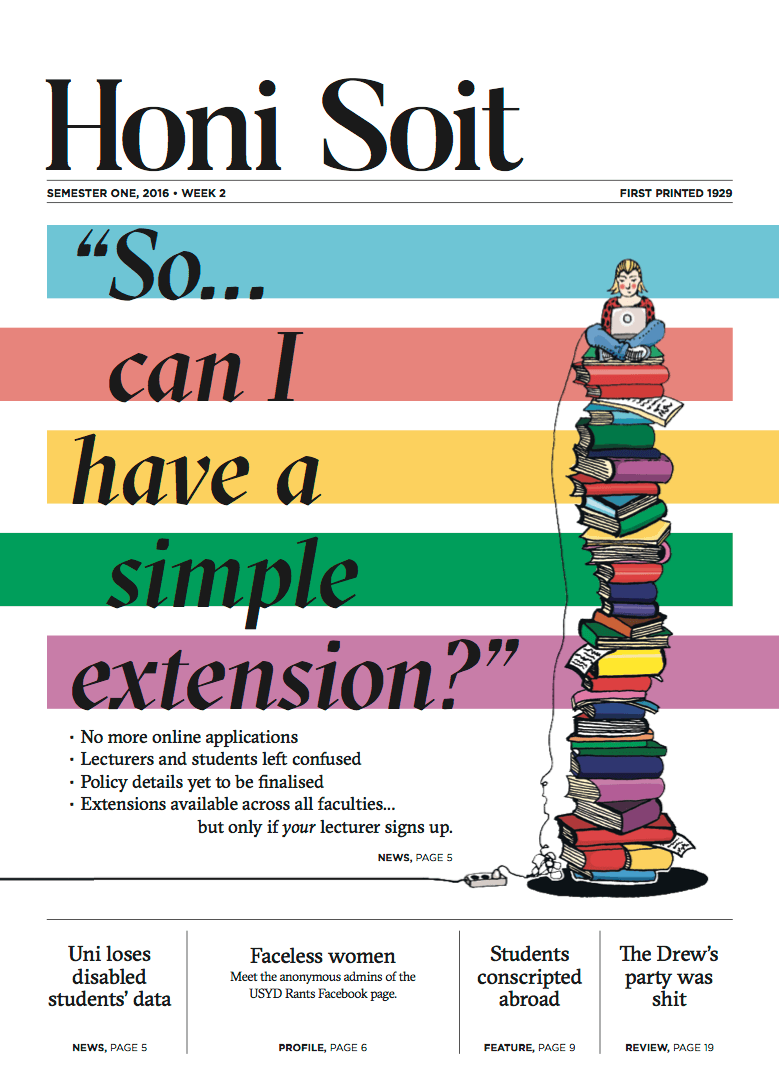 Honi Soit
SEMESTER ONE, 2016 • WEEK 2
FIRST PRINTED 1929
“So...
can I
have a
simple
extension?”
· No more online applications
· Lecturers and students left confused
· Policy details yet to be finalised
· Extensions available across all faculties...
but only if your lecturer signs up.
NEWS, PAGE 5
Uni loses
disabled
students’ data
NEWS, PAGE 5
Faceless women
Meet the anonymous admins of the
USYD Rants Facebook page.
PROFILE, PAGE 6
Students
conscripted
abroad
FEATURE, PAGE 9
The Drew’s
party was
shit
REVIEW, PAGE 19